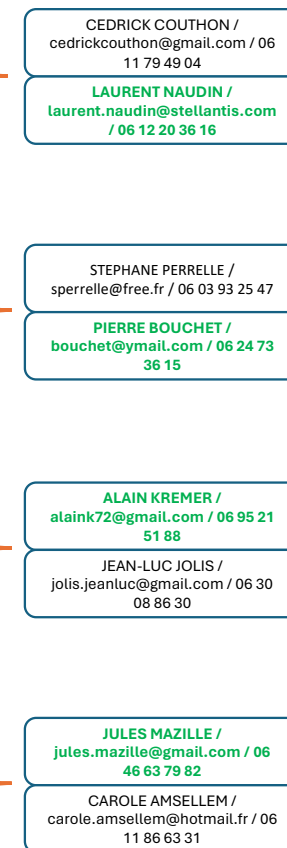 CEDRICK COUTHON /
cedrickcouthon@gmail.com / 06
11 79 49 04
LAURENT NAUDIN /
laurent.naudin@stellantis.com
/ 06 12 20 36 16
STEPHANE PERRELLE /
sperrelle@free.fr / 06 03 93 25 47
PIERRE BOUCHET /
bouchet@ymail.com / 06 24 73
36 15
ALAIN KREMER /
alaink72@gmail.com / 06 95 21
51 88
JEAN-LUC JOLIS /
jolis.jeanluc@gmail.com / 06 30
08 86 30
JULES MAZILLE /
jules.mazille@gmail.com / 06
46 63 79 82
CAROLE AMSELLEM /
carole.amsellem@hotmail.fr / 06
11 86 63 31